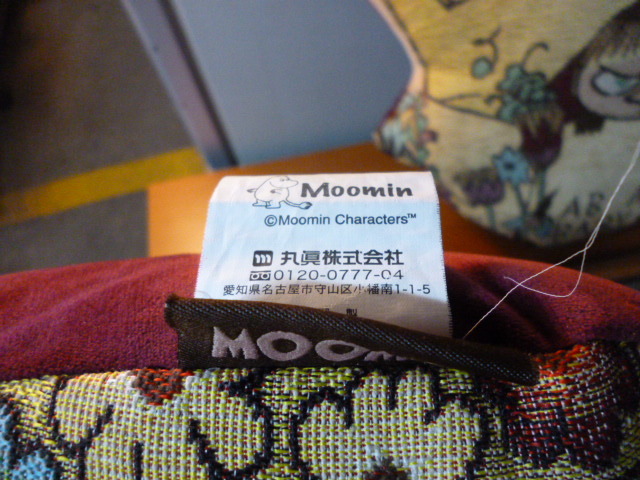 Moomin
©Moomin Characters™
丸眞株式会社
0120-0777-04
愛知県名古屋市守山区小幡南1-1-5
製
MOOM